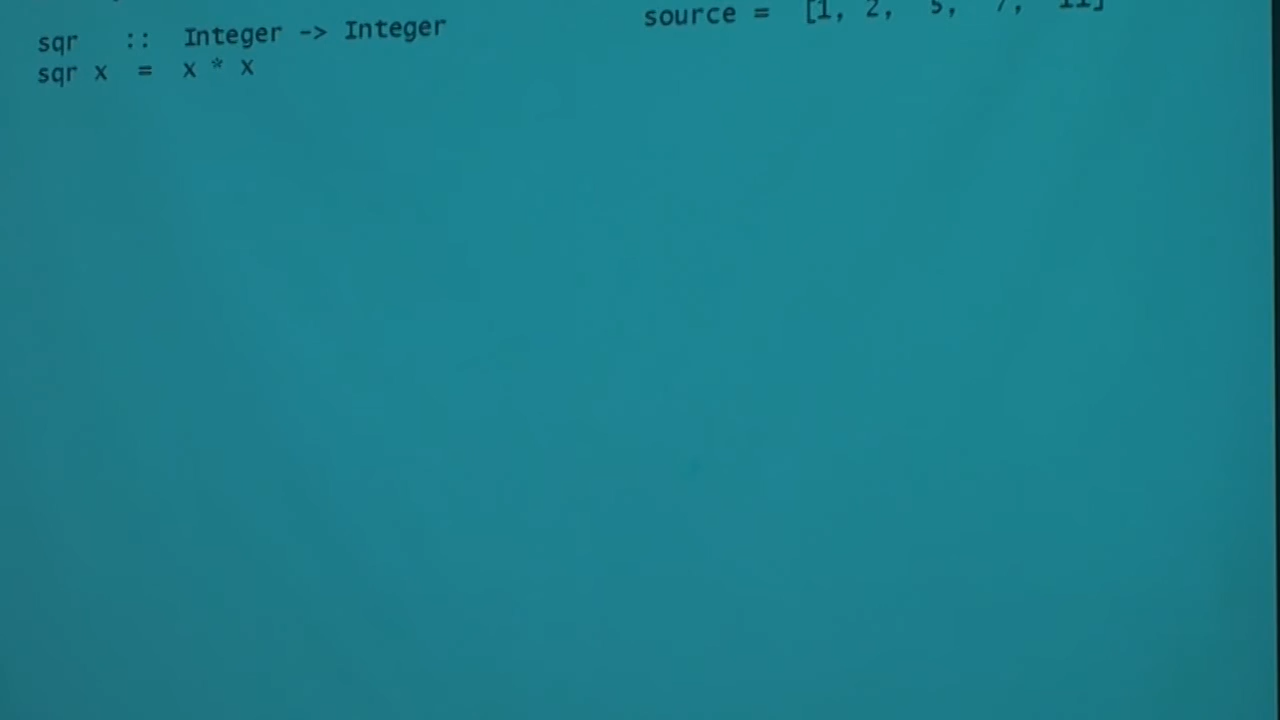 sqr :: Integer -> Integer
sqr x = x * x
source = [1, 2, 5, 7, 11]